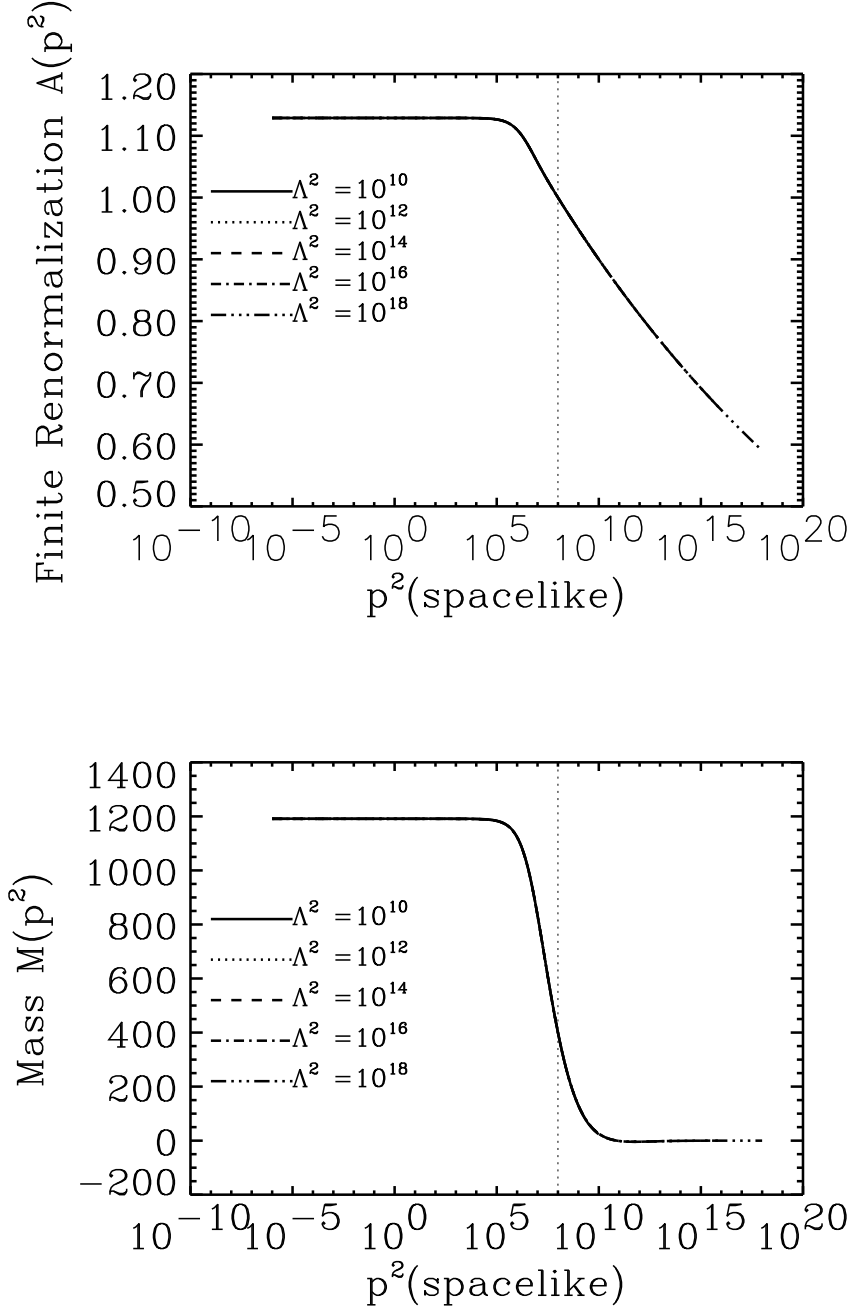 Finite Renormalization A(p²)
1.20
1.10
1.00
0.90
0.80
0.70
0.60
0.50
Λ² =10¹⁰
Λ² =10¹²
Λ² =10¹⁴
Λ² =10¹⁶
Λ² =10¹⁸
10⁻¹⁰ 10⁻⁵ 10⁰ 10⁵ 10¹⁰ 10¹⁵ 10²⁰
p²(spacelike)
Mass M(p²)
1400
1200
1000
800
600
400
200
0
−200
Λ² =10¹⁰
Λ² =10¹²
Λ² =10¹⁴
Λ² =10¹⁶
Λ² =10¹⁸
10⁻¹⁰ 10⁻⁵ 10⁰ 10⁵ 10¹⁰ 10¹⁵ 10²⁰
p²(spacelike)